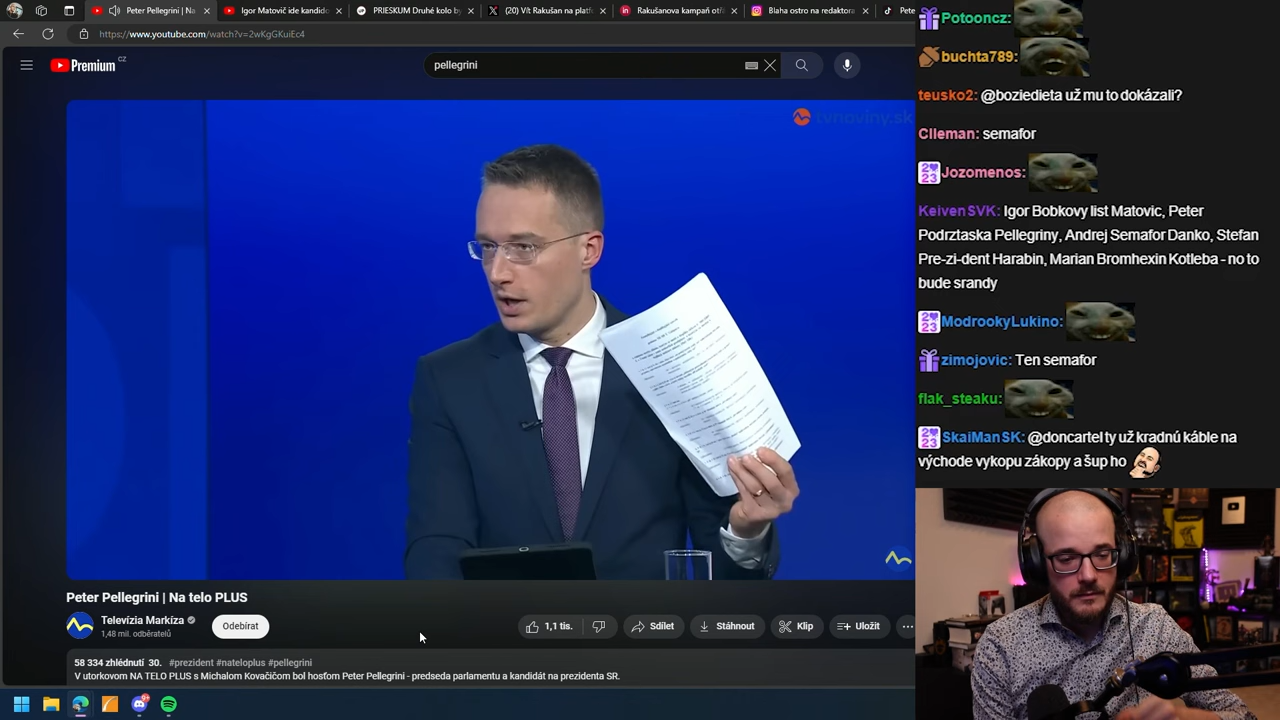 Peter Pellegrini | Na
Igor Matovič ke kandido
PRIESKUM Druhé kolo by
(20) Vít Rakušan na platf
Rakušanova kampaň otří
Blaha ostro na redaktora
Pete
https://www.youtube.com/watch?v=2wKgGKuiEc4
Premium CZ
pellegrini
tvnoviny.sk
Peter Pellegrini | Na telo PLUS
Televízia Markíza
1,48 mil. odběratelů
Odebírat
1,1 tis.
Sdílet
Stáhnout
Klip
Uložit
58 334 zhlédnutí 30. #prezident #nateloplus #pellegrini
V utorkovom NA TELO PLUS s Michalom Kovačičom bol hosťom Peter Pellegrini - predseda parlamentu a kandidát na prezidenta SR.
Potooncz:
buchta789:
teusko2: @boziedieta už mu to dokázali?
Clleman: semafor
Jozomenos:
KeivenSVK: Igor Bobkovy list Matovic, Peter
Podrztaska Pellegriny, Andrej Semafor Danko, Stefan
Pre-zi-dent Harabin, Marian Bromhexin Kotleba - no to
bude srandy
ModrookyLukino:
zimojovic: Ten semafor
flak_steaku:
SkaiManSK: @doncartel ty už kradnú káble na
východe vykopu zákopy a šup ho